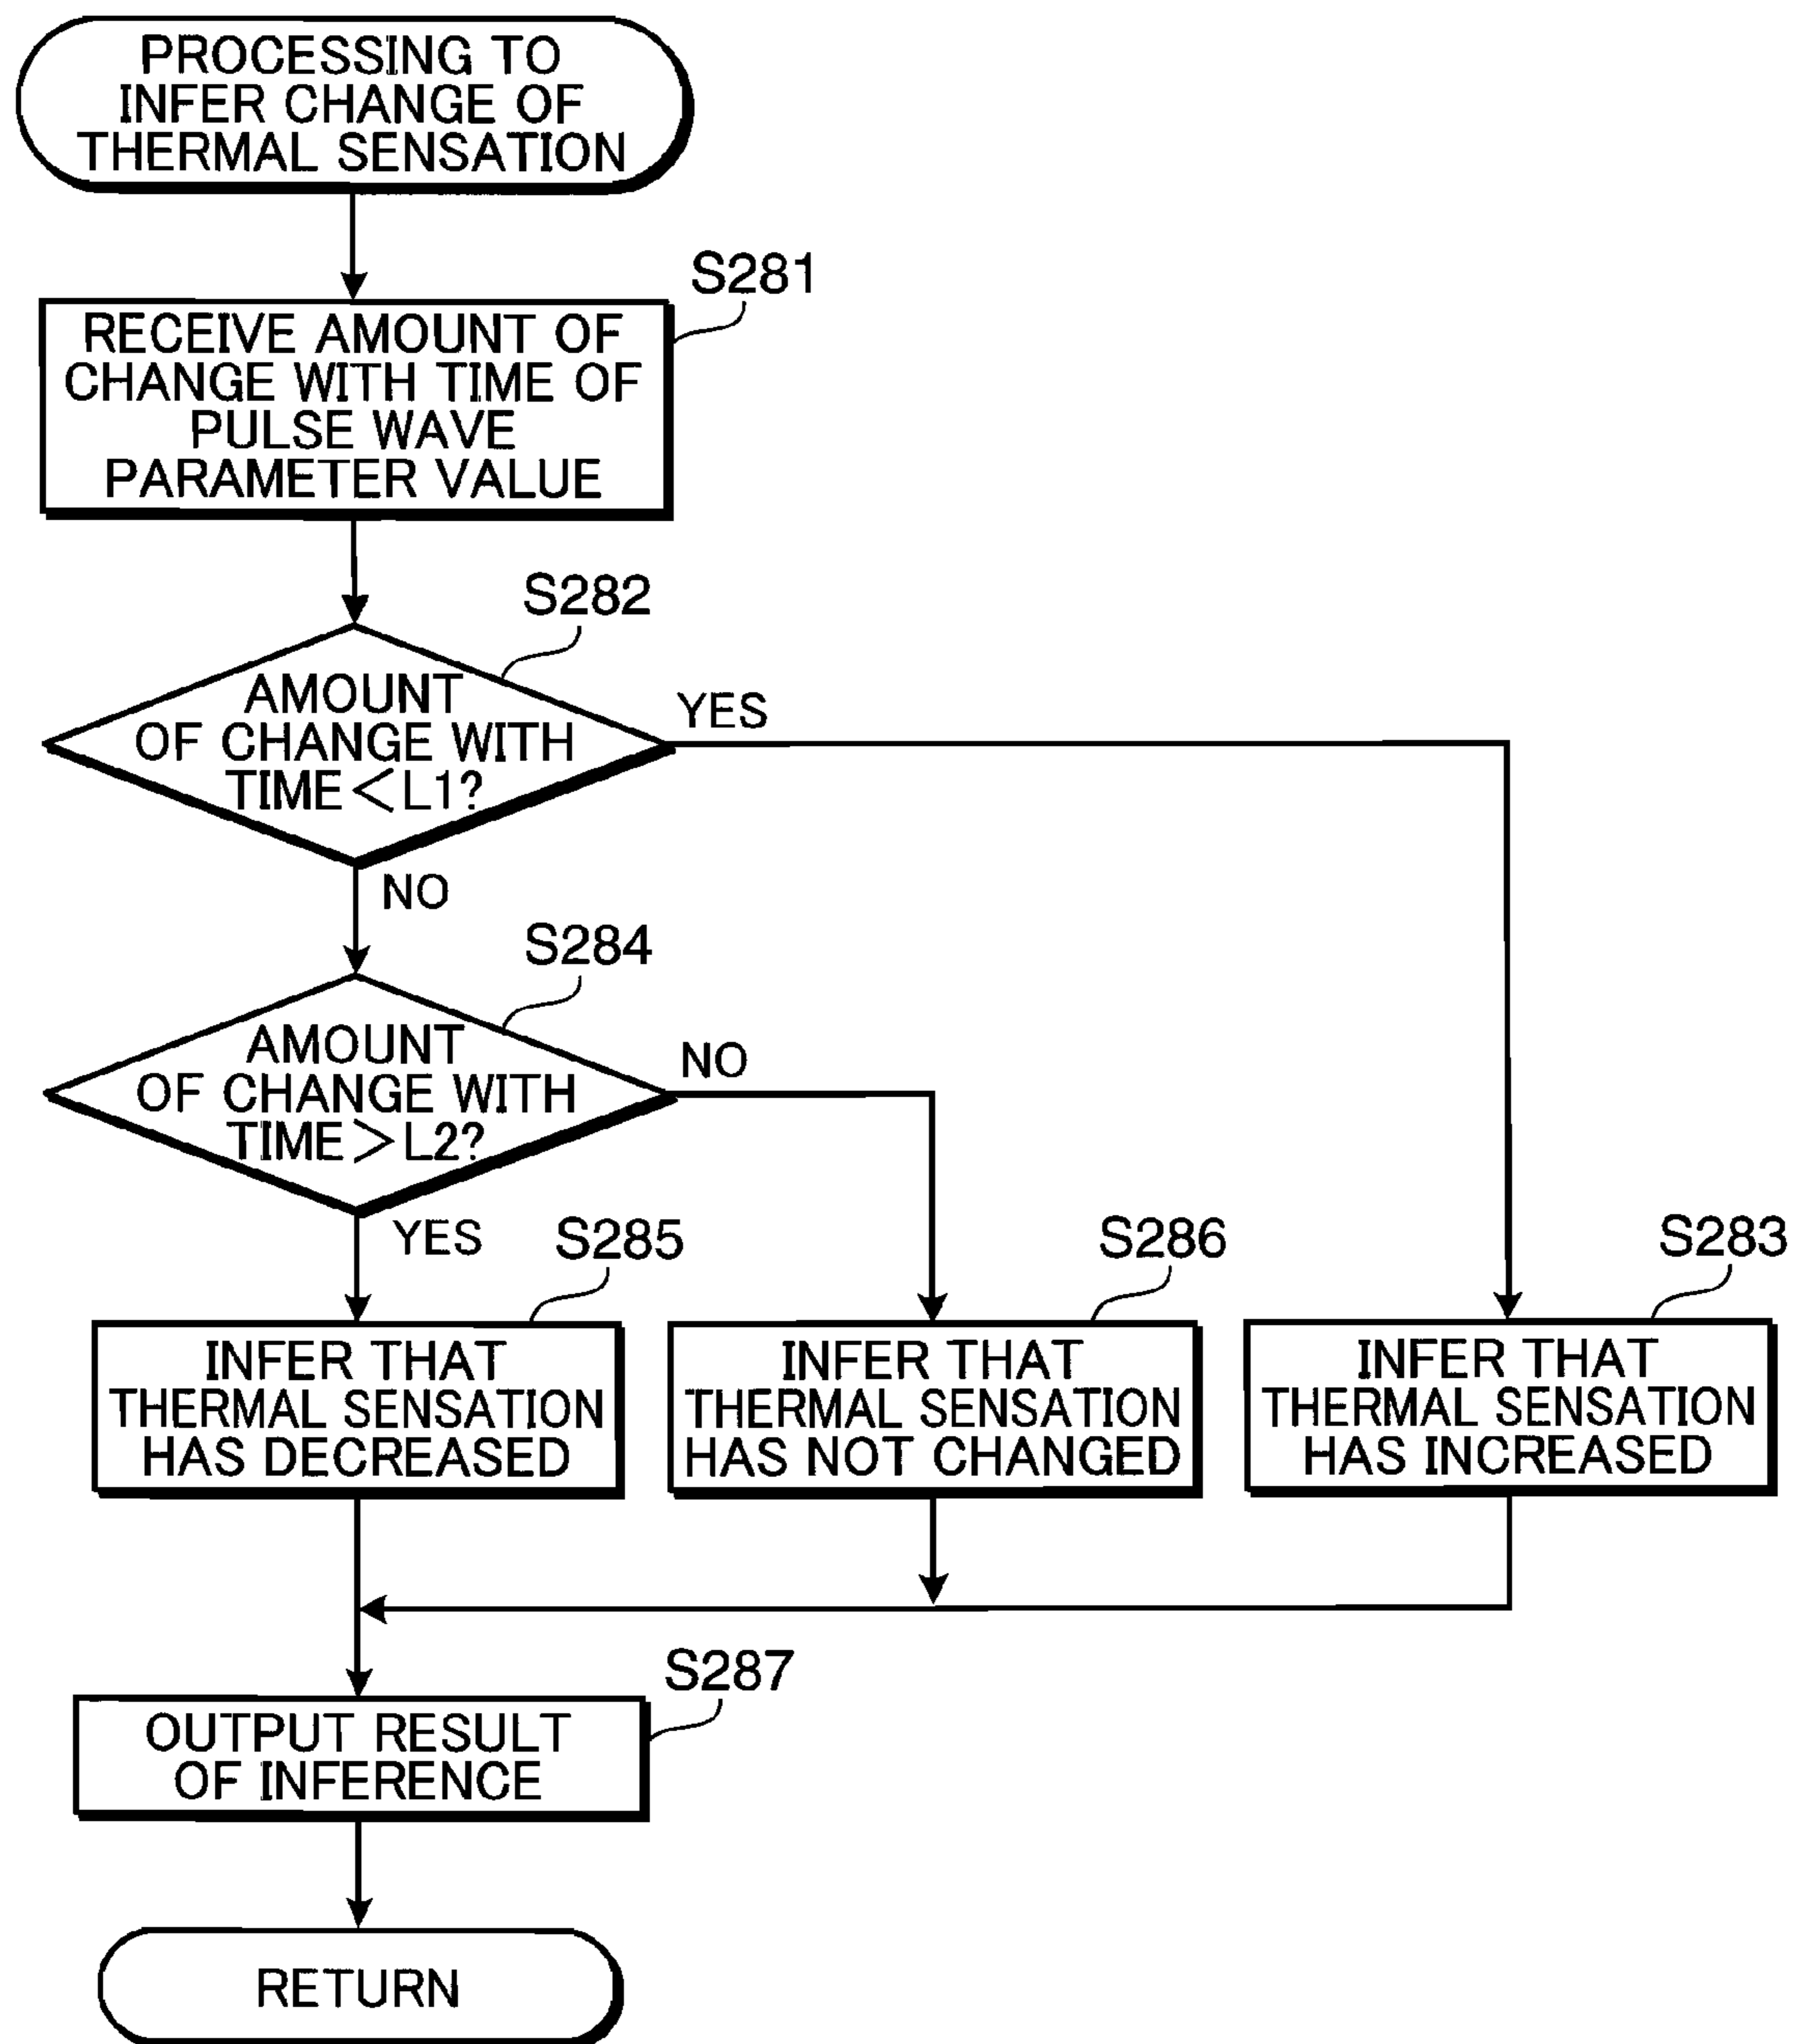 PROCESSING TO
INFER CHANGE OF
THERMAL SENSATION
S281
RECEIVE AMOUNT OF
CHANGE WITH TIME OF
PULSE WAVE
PARAMETER VALUE
S282
AMOUNT
OF CHANGE WITH
TIME<L1?
YES
NO
S284
AMOUNT
OF CHANGE WITH
TIME>L2?
NO
YES
S285
INFER THAT
THERMAL SENSATION
HAS DECREASED
S286
INFER THAT
THERMAL SENSATION
HAS NOT CHANGED
S283
INFER THAT
THERMAL SENSATION
HAS INCREASED
S287
OUTPUT RESULT
OF INFERENCE
RETURN